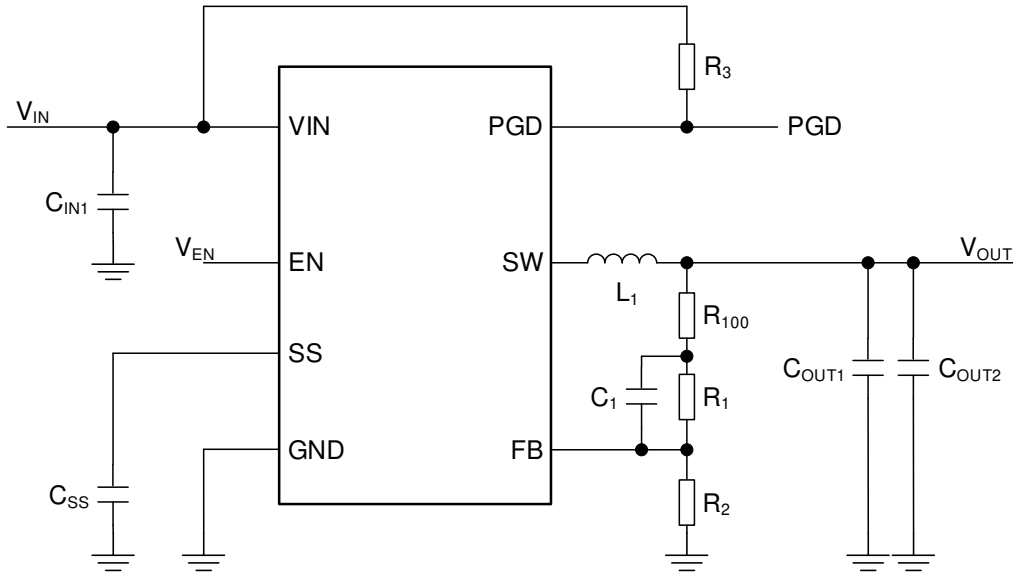 R3
VIN
VIN
PGD
PGD
CIN1
VEN
EN
SW
VOUT
L1
R100
SS
COUT1
COUT2
C1
R1
GND
FB
CSS
R2